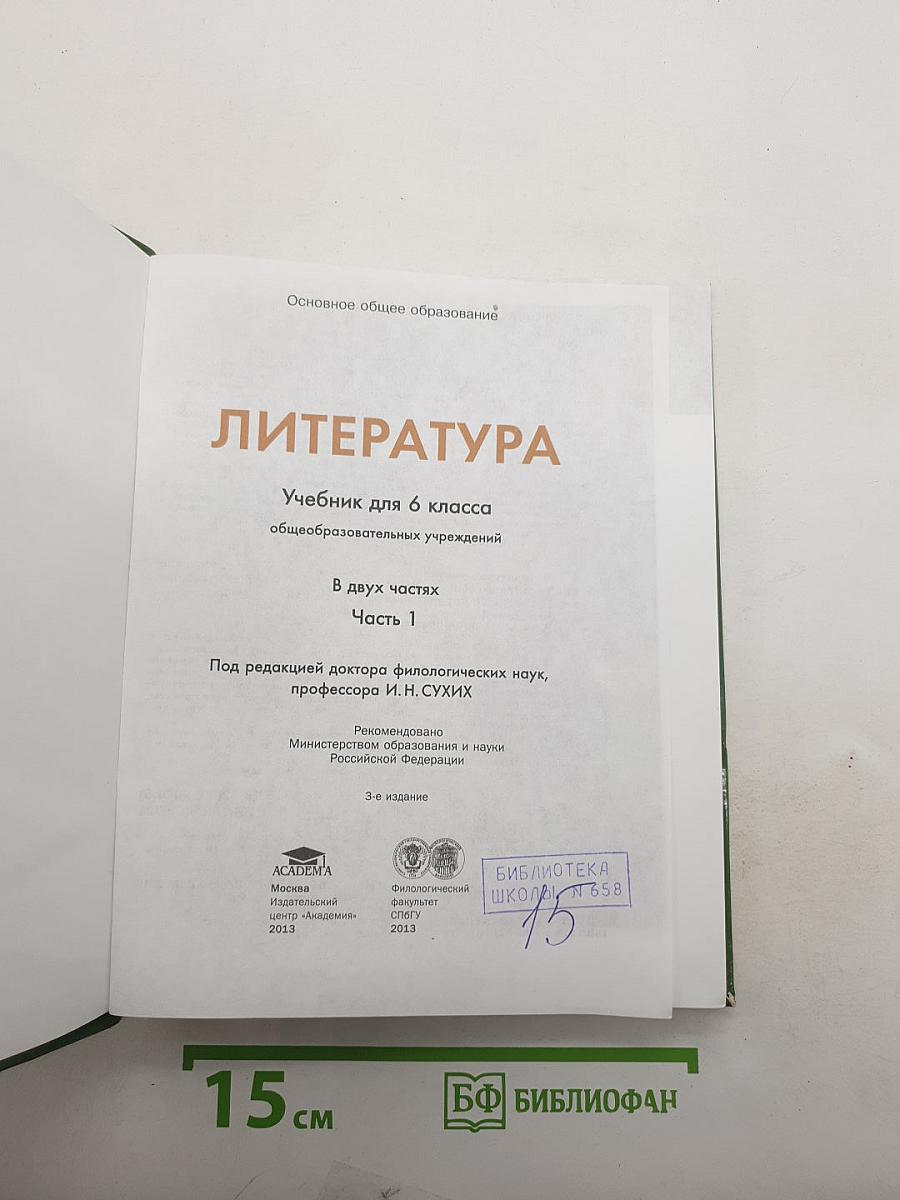 Основное общее образование
ЛИТЕРАТУРА
Учебник для 6 класса
общеобразовательных учреждений
В двух частях
Часть 1
Под редакцией доктора филологических наук,
профессора И.Н.СУХИХ
Рекомендовано
Министерством образования и науки
Российской Федерации
3-е издание
ACADEMA
Москва
Издательский
центр «Академия»
2013
Филологический
факультет
СПбГУ
2013
БИБЛИОТЕКА
ШКОЛЫ N 658
15
15 см
БФ БИБЛИОФАН